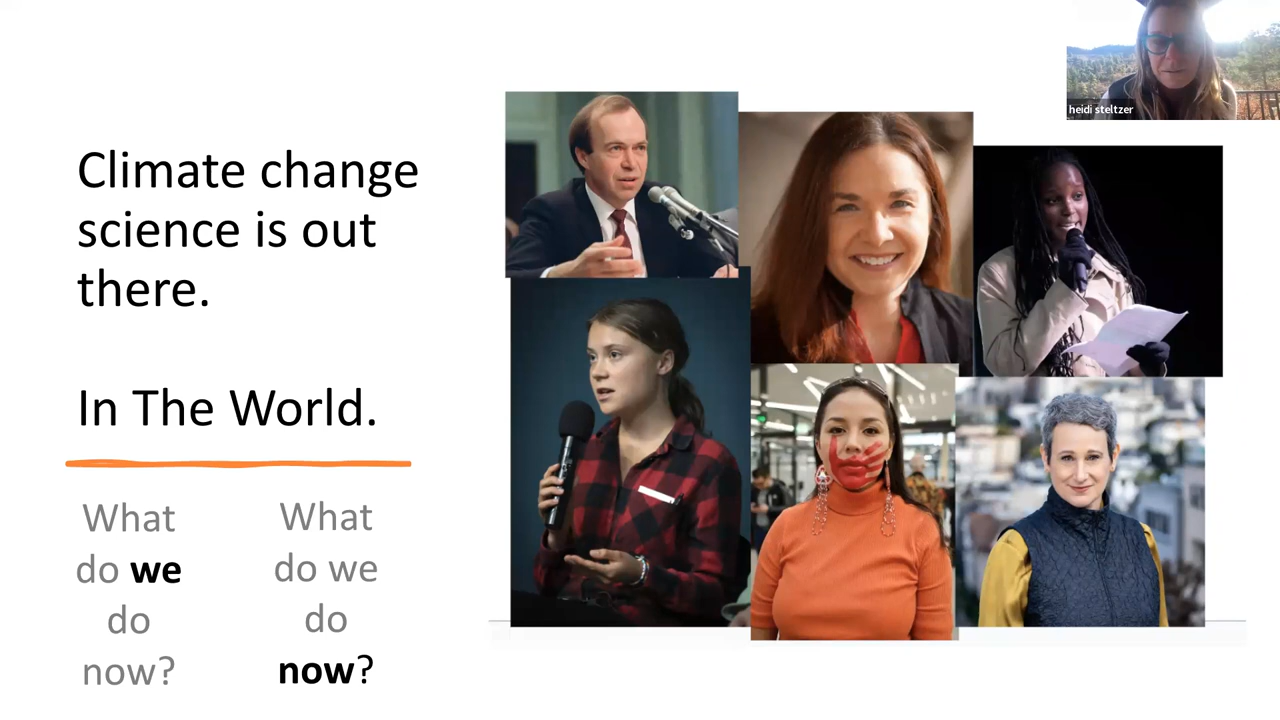 heidi steltzer
Climate change
science is out
there.
In The World.
What
do we
do
now?
What
do we
do
now?